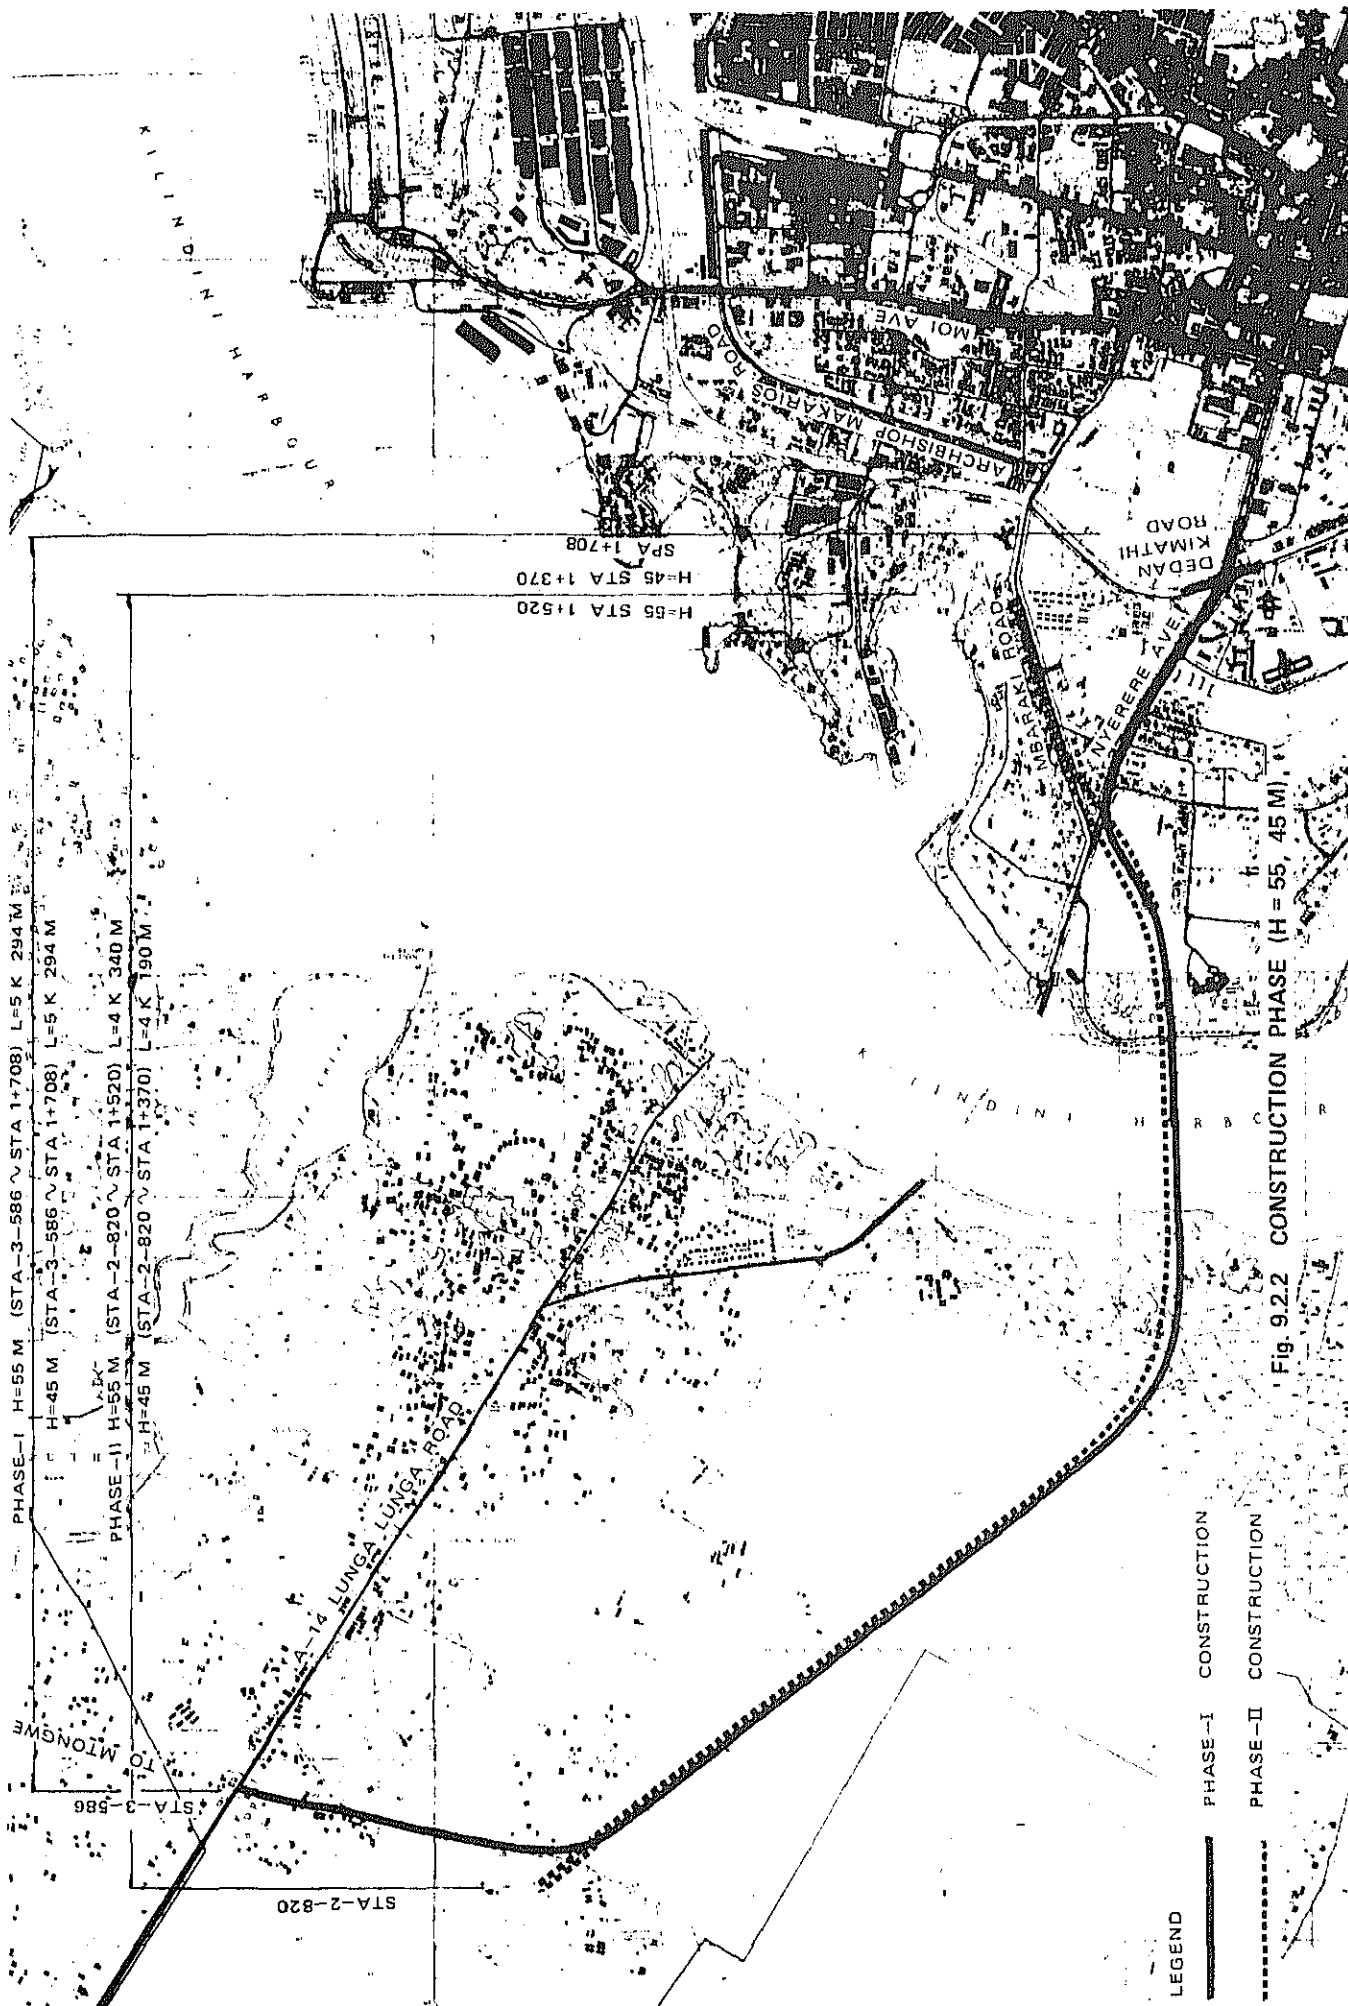 PHASE-I H=55 M (STA-3-586 ~ STA 1+708) L=5 K 294 M
H=45 M (STA-3-586 ~ STA 1+708) L=5 K 294 M
PHASE-II H=55 M (STA-2-820 ~ STA 1+520) L=4 K 340 M
H=45 M (STA-2-820 ~ STA 1+370) L=4 K 190 M
KILINDINI HARBOUR
TO MTONGWE
STA-3-586
STA-2-820
A-14 LUNGA LUNGA ROAD
SPA 1+708
H=45 STA 1+370
H=55 STA 1+520
MOI AVE
ARCHBISHOP MAKARIOS ROAD
DEDAN
KIMATHI
ROAD
MBARAKI ROAD
NYERERE AVE
LEGEND
PHASE-I CONSTRUCTION
PHASE-II CONSTRUCTION
Fig. 9.2.2 CONSTRUCTION PHASE (H = 55, 45 M)